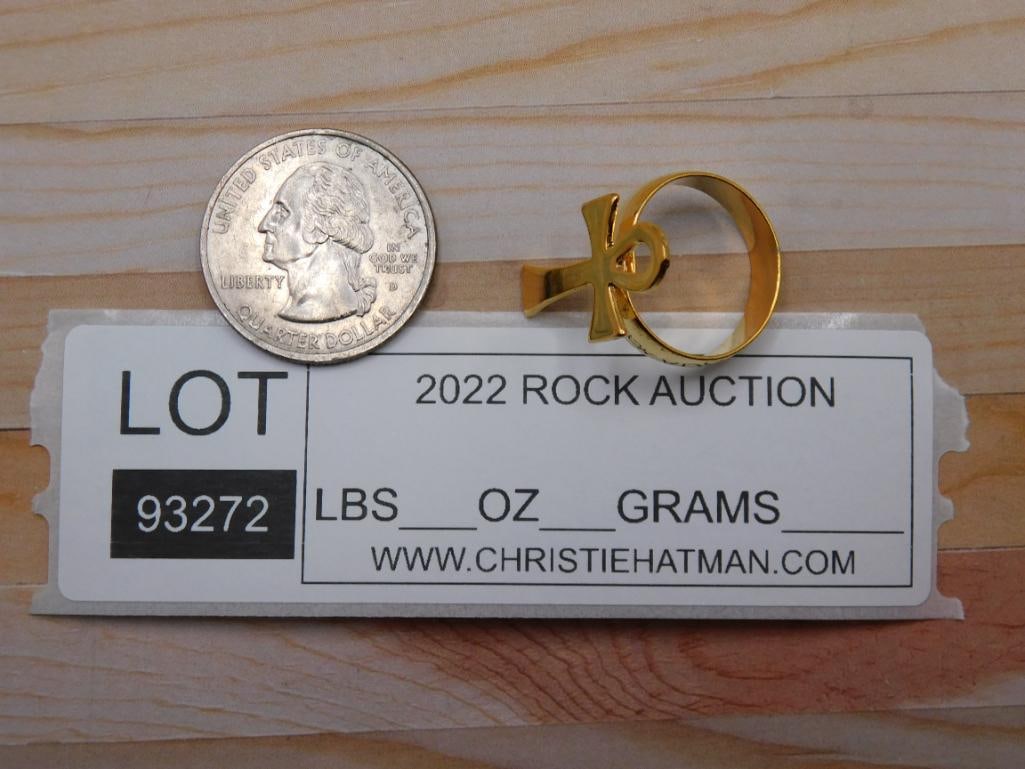 UNITED STATES OF AMERICA
IN
GOD WE
TRUST
LIBERTY
D
QUARTER DOLLAR
LOT
93272
2022 ROCK AUCTION
LBS___OZ___GRAMS_____
WWW.CHRISTIEHATMAN.COM